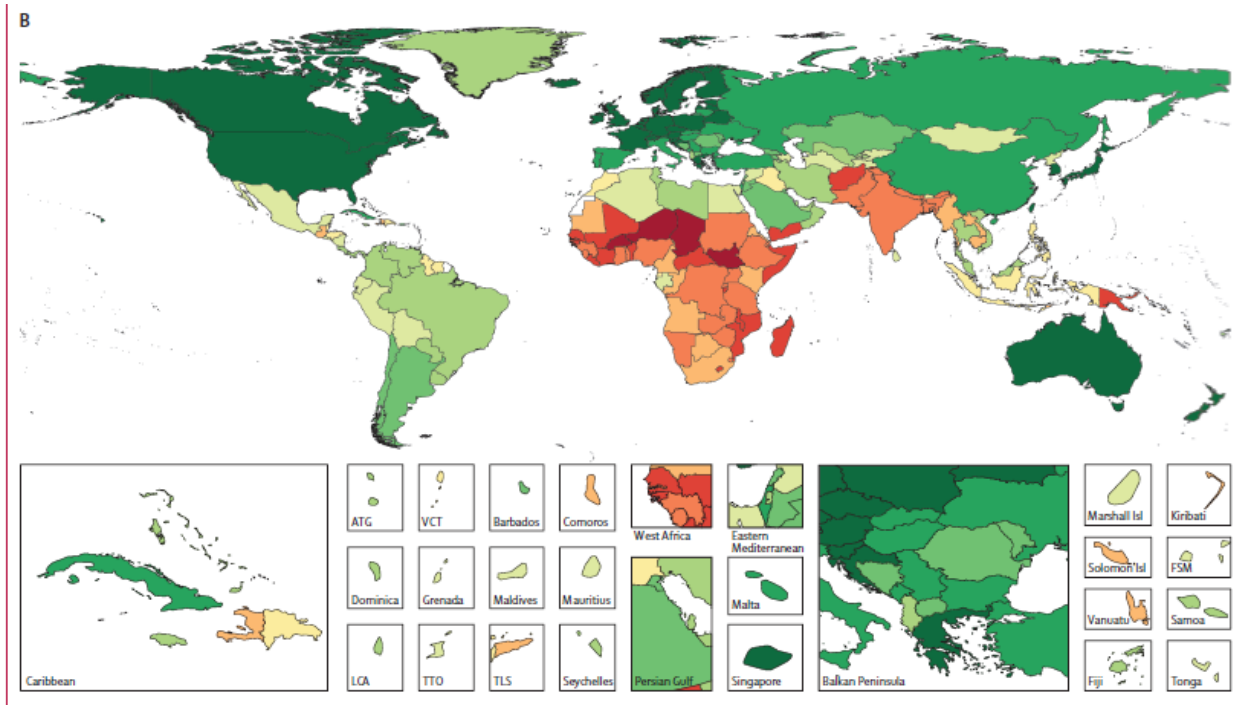 B
Caribbean
ATG
VCT
Barbados
Comoros
West Africa
Eastern
Mediterranean
Dominica
Grenada
Maldives
Mauritius
Malta
LCA
TTO
TLS
Seychelles
Persian Gulf
Singapore
Balkan Peninsula
Marshall Isl
Kiribati
Solomon Isl
FSM
Vanuatu
Samoa
Fiji
Tonga